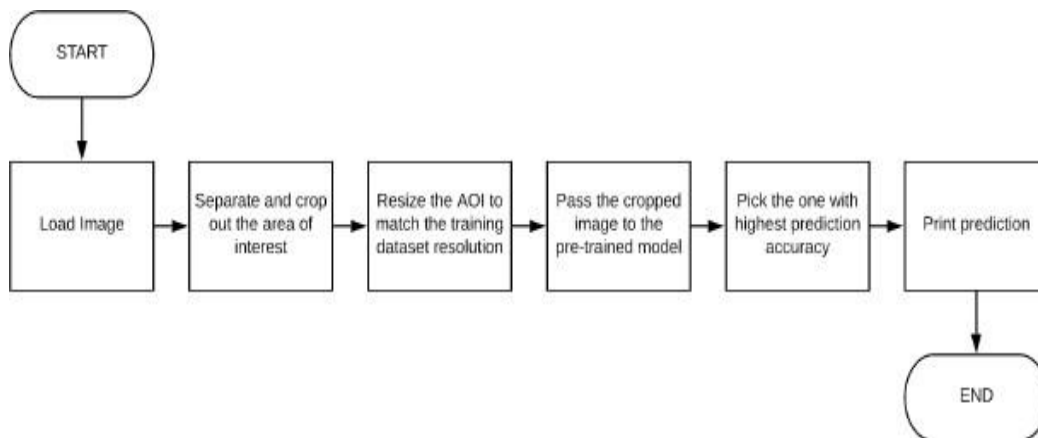 START
Load Image
Separate and crop
out the area of
interest
Resize the AOI to
match the training
dataset resolution
Pass the cropped
image to the
pre-trained model
Pick the one with
highest prediction
accuracy
Print prediction
END